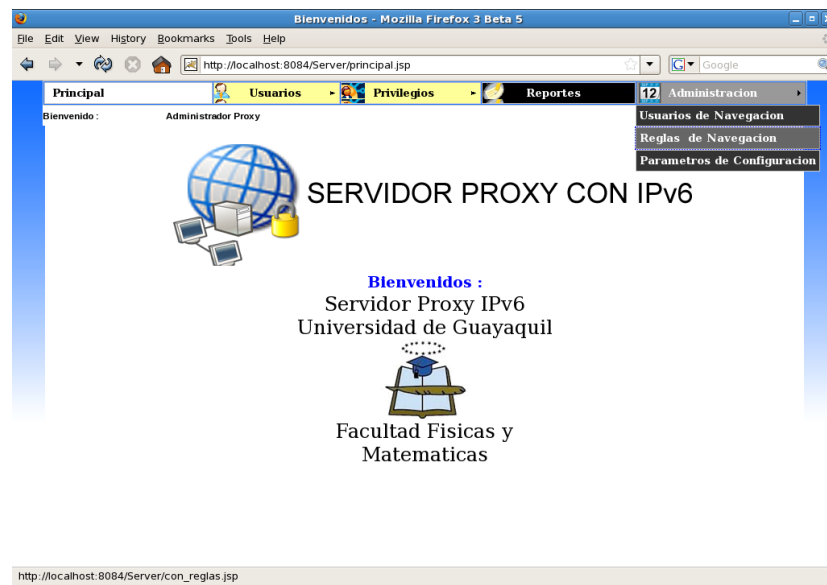 Bienvenidos - Mozilla Firefox 3 Beta 5
File Edit View History Bookmarks Tools Help
http://localhost:8084/Server/principal.jsp
G Google
Principal Usuarios Privilegios Reportes 12 Administracion
Bienvenido : Administrador Proxy
Usuarios de Navegacion
Reglas de Navegacion
Parametros de Configuracion
SERVIDOR PROXY CON IPv6
Bienvenidos :
Servidor Proxy IPv6
Universidad de Guayaquil
Facultad Fisicas y
Matematicas
http://localhost:8084/Server/con_reglas.jsp